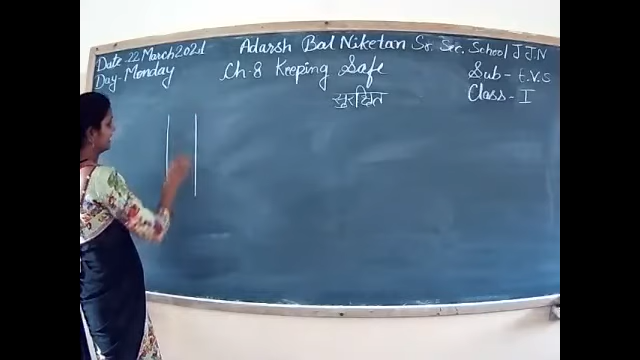 Date 22 March 2021
Adarsh Bal Niketan Sr. Sec. School JJN
Day- Monday
Ch-8 Keeping Safe
Sub- E.V.S
सुरक्षित
Class- I